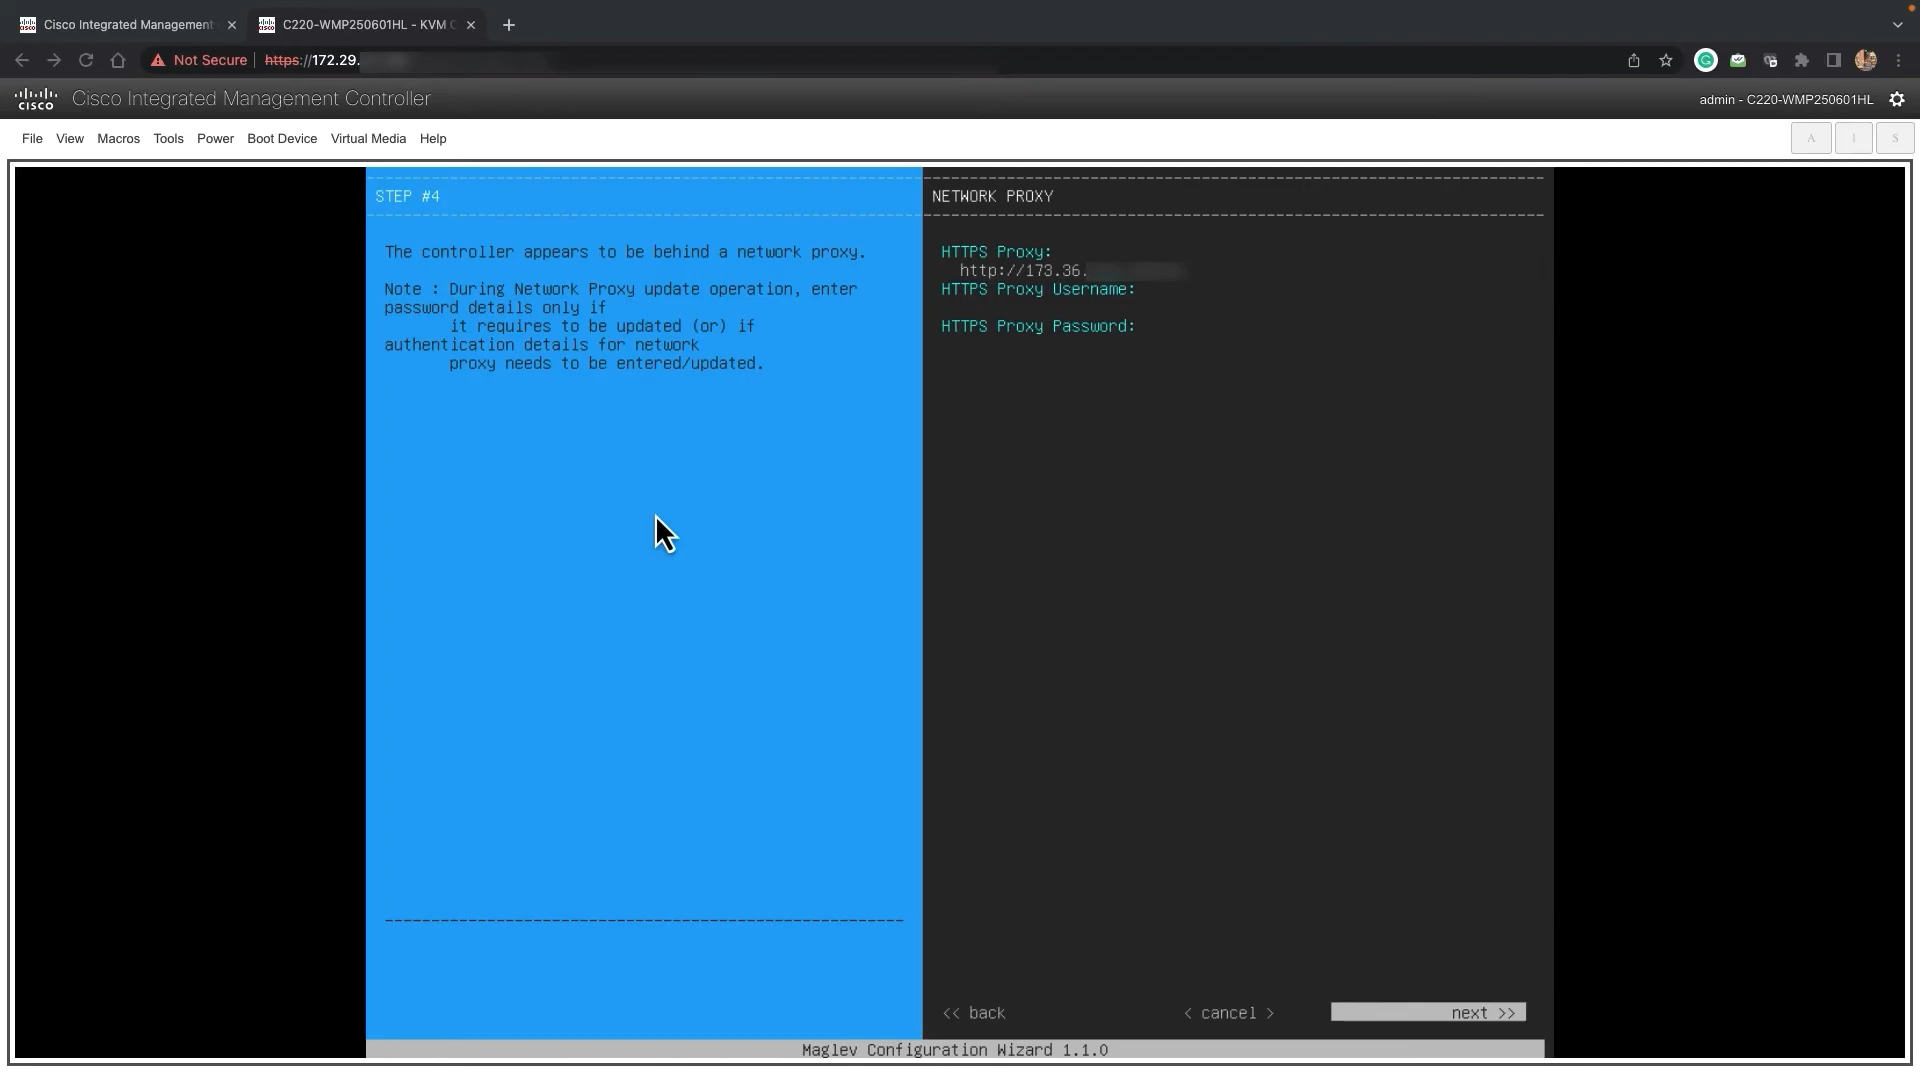 Cisco Integrated Management
C220-WMP250601HL - KVM C
Not Secure https://172.29.
cisco Cisco Integrated Management Controller
admin - C220-WMP250601HL
File View Macros Tools Power Boot Device Virtual Media Help
A I S
STEP #4
The controller appears to be behind a network proxy.
Note : During Network Proxy update operation, enter
password details only if
it requires to be updated (or) if
authentication details for network
proxy needs to be entered/updated.
NETWORK PROXY
HTTPS Proxy:
http://173.36.
HTTPS Proxy Username:
HTTPS Proxy Password:
<< back < cancel > next >>
Maglev Configuration Wizard 1.1.0